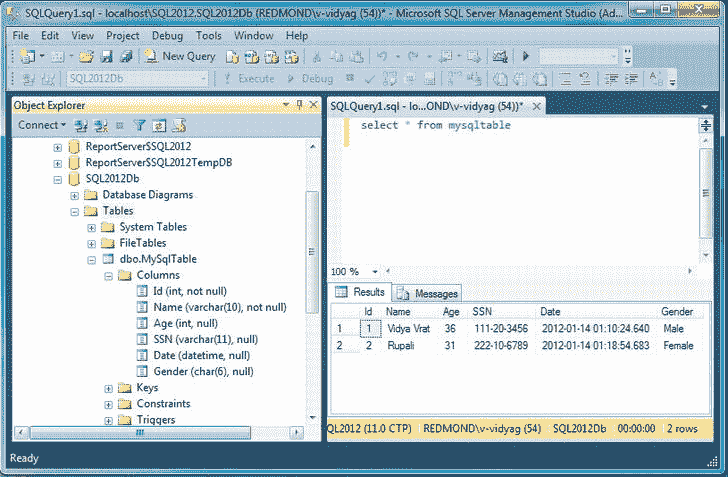 SQLQuery1.sql - localhost\SQL2012.SQL2012Db (REDMOND\v-vidyag (54))* - Microsoft SQL Server Management Studio (Ad...
File Edit View Project Debug Tools Window Help
New Query
SQL2012Db Execute Debug
Object Explorer
Connect
ReportServer$SQL2012
ReportServer$SQL2012TempDB
SQL2012Db
Database Diagrams
Tables
System Tables
FileTables
dbo.MySqlTable
Columns
Id (int, not null)
Name (varchar(10), not null)
Age (int, null)
SSN (varchar(11), null)
Date (datetime, null)
Gender (char(6), null)
Keys
Constraints
Triggers
SQLQuery1.sql - lo...OND\v-vidyag (54))*
select * from mysqltable
100 %
Results Messages
Id Name Age SSN Date Gender
1 1 Vidya Vrat 36 111-20-3456 2012-01-14 01:10:24.640 Male
2 2 Rupali 31 222-10-6789 2012-01-14 01:18:54.683 Female
QL2012 (11.0 CTP) REDMOND\v-vidyag (54) SQL2012Db 00:00:00 2 rows
Ready